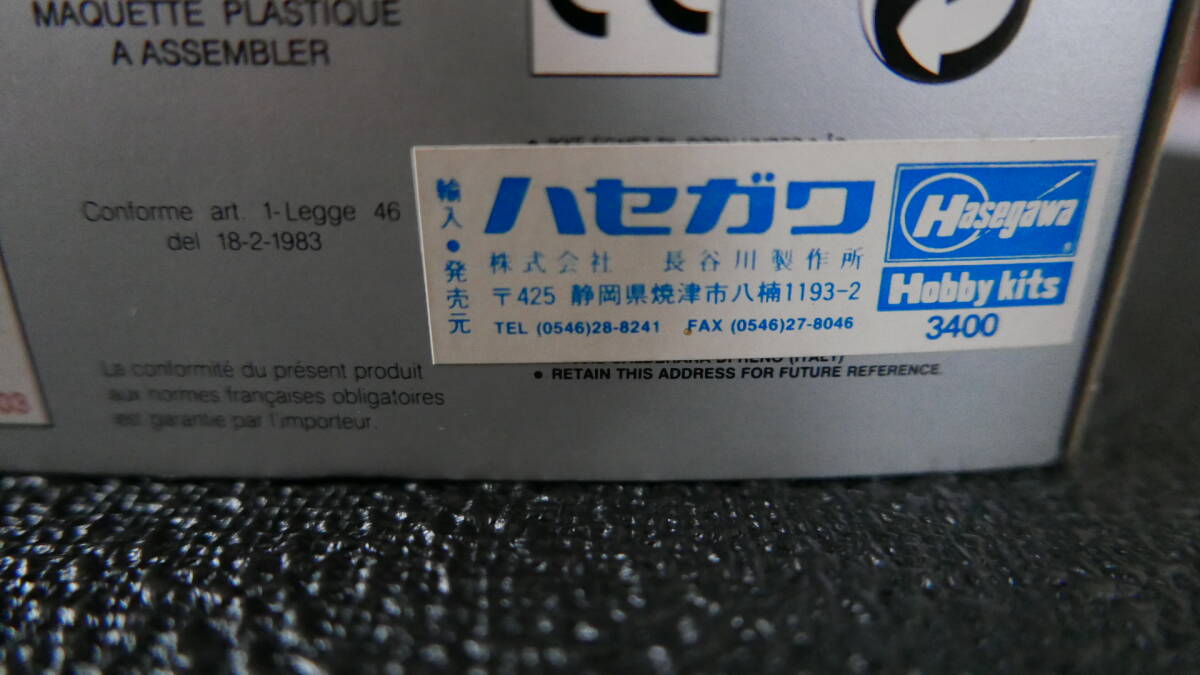 MAQUETTE PLASTIQUE
A ASSEMBLER
CE
Conforme art. 1-Legge 46
del 18-2-1983
La conformité du présent produit
aux normes françaises obligatoires
est garantie par l'importeur.
03
輸入●発売元
ハセガワ
株式会社 長谷川製作所
〒425 静岡県焼津市八楠1193-2
TEL (0546)28-8241 FAX (0546)27-8046
Hasegawa
®
Hobby kits
3400
• RETAIN THIS ADDRESS FOR FUTURE REFERENCE.